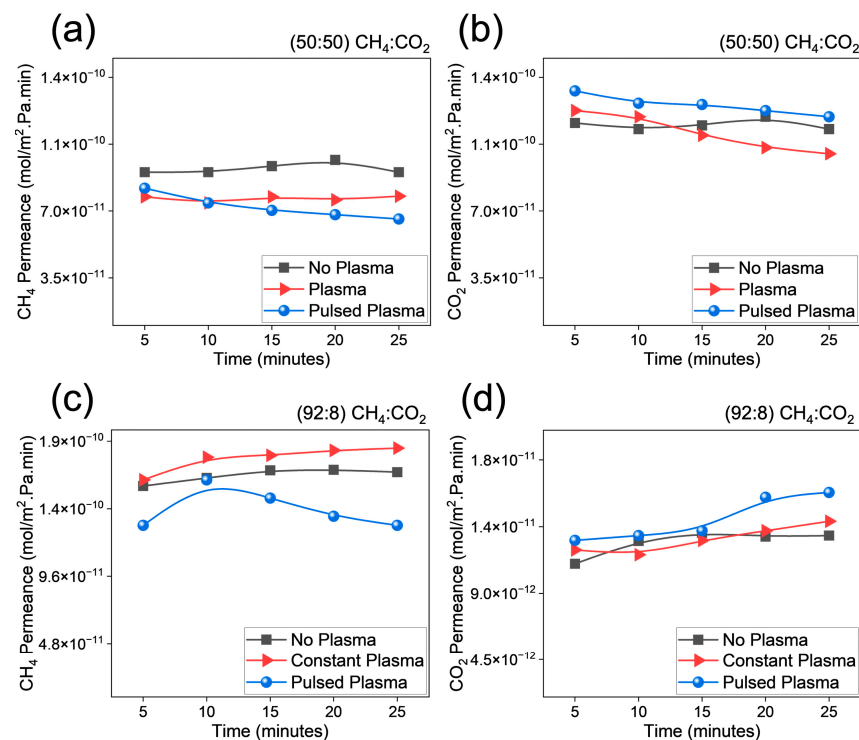 (a)
(50:50) CH₄:CO₂
CH₄ Permeance (mol/m².Pa.min)
1.4×10⁻¹⁰
1.1×10⁻¹⁰
7.0×10⁻¹¹
3.5×10⁻¹¹
No Plasma
Plasma
Pulsed Plasma
5 10 15 20 25
Time (minutes)
(b)
(50:50) CH₄:CO₂
CO₂ Permeance (mol/m².Pa.min)
1.4×10⁻¹⁰
1.1×10⁻¹⁰
7.0×10⁻¹¹
3.5×10⁻¹¹
No Plasma
Plasma
Pulsed Plasma
5 10 15 20 25
Time (minutes)
(c)
(92:8) CH₄:CO₂
CH₄ Permeance (mol/m².Pa.min)
1.9×10⁻¹⁰
1.4×10⁻¹⁰
9.6×10⁻¹¹
4.8×10⁻¹¹
No Plasma
Constant Plasma
Pulsed Plasma
5 10 15 20 25
Time (minutes)
(d)
(92:8) CH₄:CO₂
CO₂ Permeance (mol/m².Pa.min)
1.8×10⁻¹¹
1.4×10⁻¹¹
9.0×10⁻¹²
4.5×10⁻¹²
No Plasma
Constant Plasma
Pulsed Plasma
5 10 15 20 25
Time (minutes)